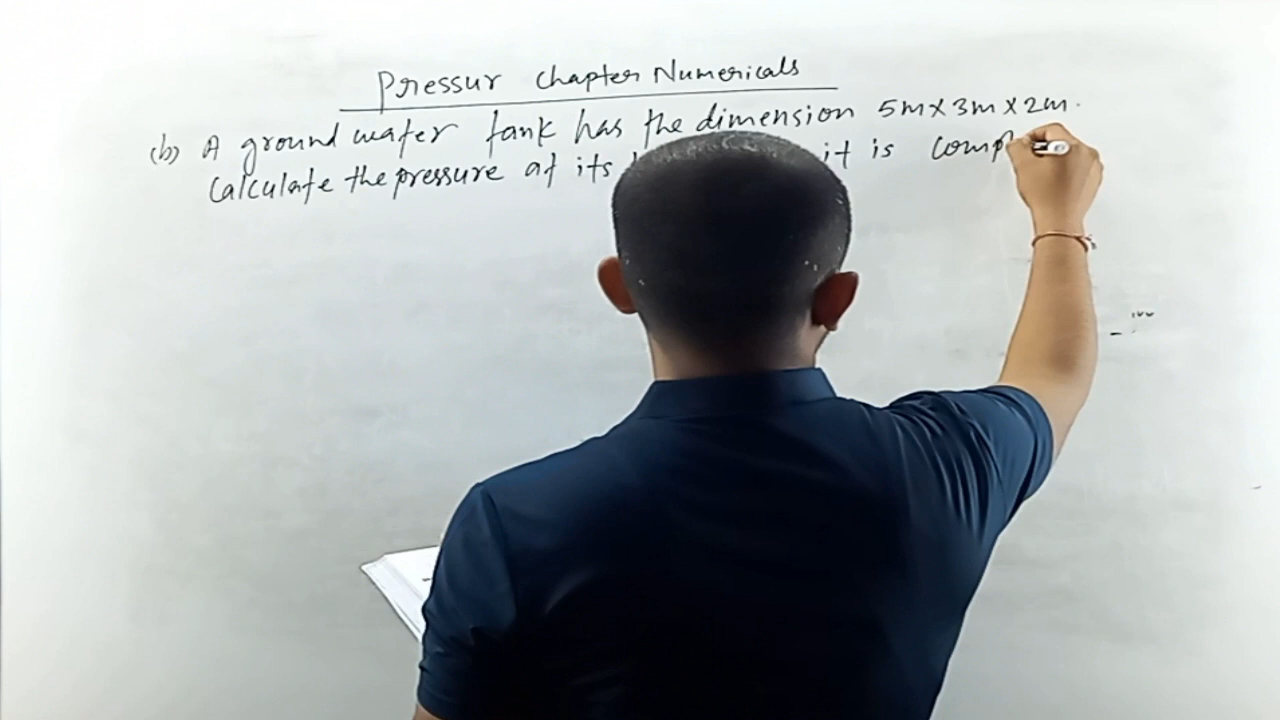 Pressur Chapter Numericals
(b) A ground water tank has the dimension 5m x 3m x 2m.
Calculate the pressure at its it is comp